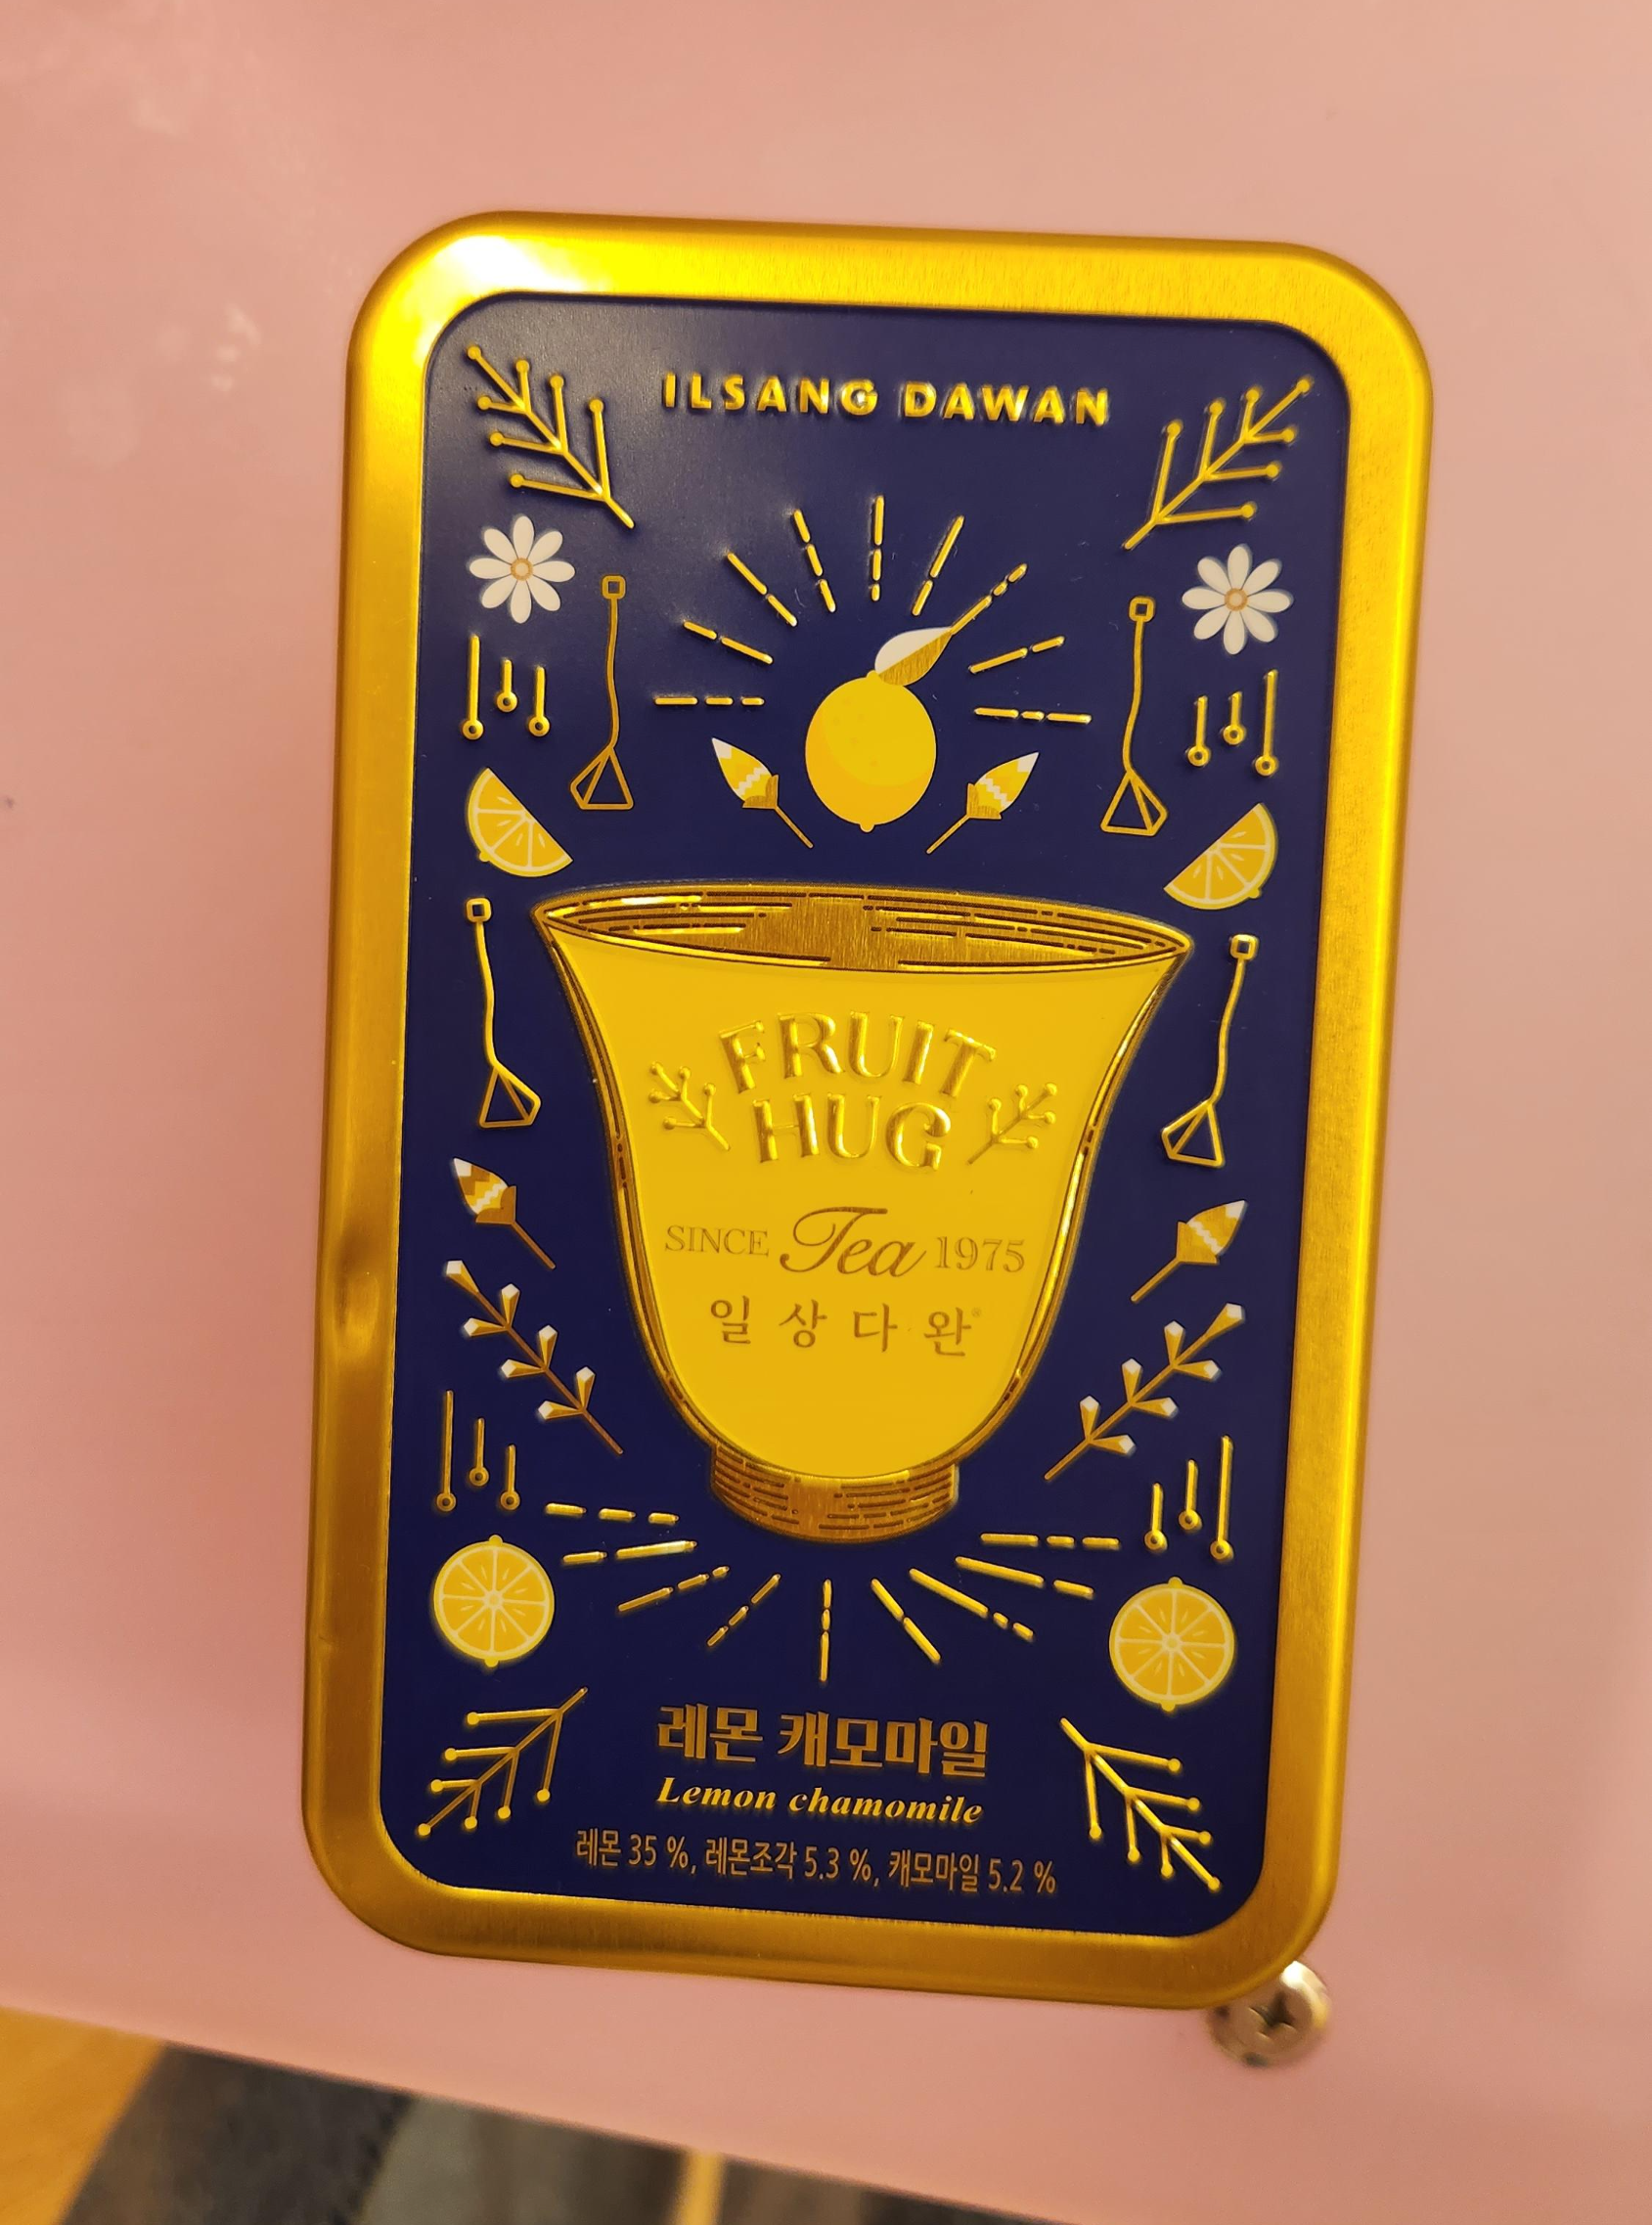 ILSANG DAWAN
FRUIT
HUG
SINCE Tea 1975
일상다완®
레몬 캐모마일
Lemon chamomile
레몬 35 %, 레몬조각 5.3 %, 캐모마일 5.2 %